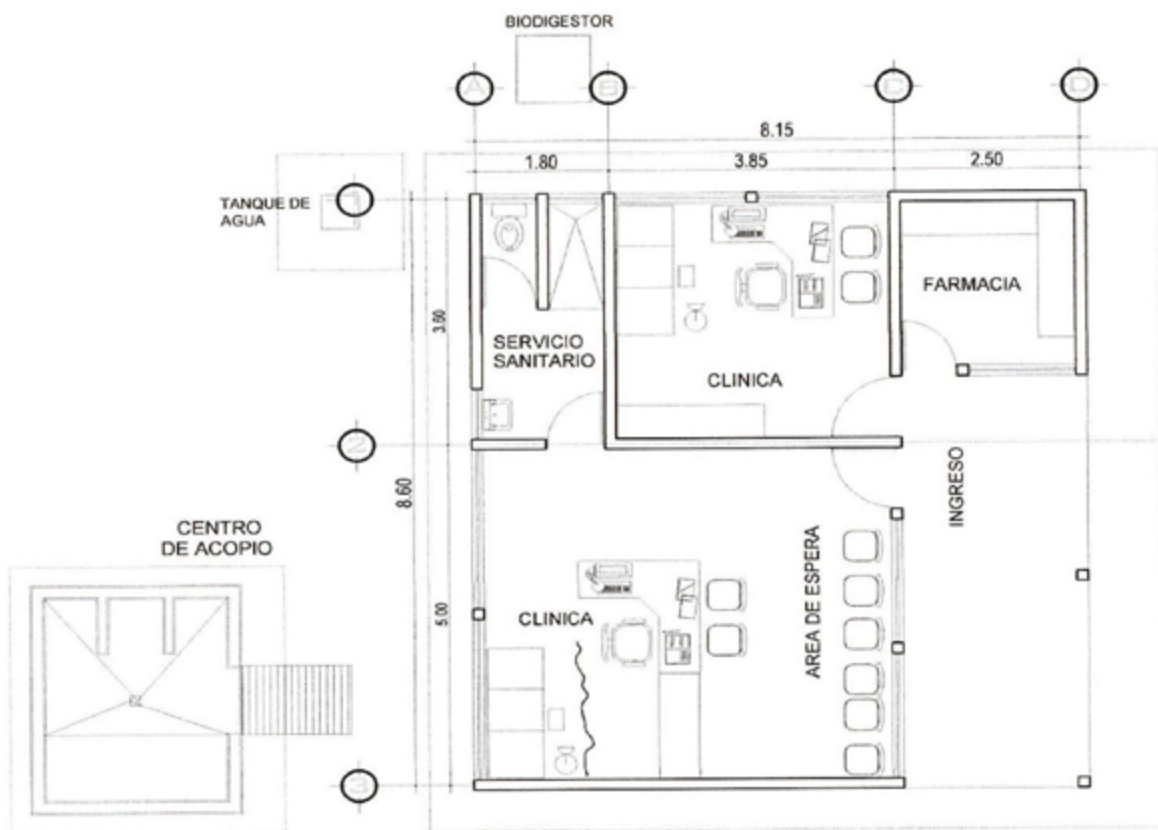 BIODIGESTOR
A
B
C
D
8.15
1.80
3.85
2.50
TANQUE DE
AGUA
3.60
FARMACIA
SERVICIO
SANITARIO
CLINICA
2
8.60
INGRESO
CENTRO
DE ACOPIO
5.00
CLINICA
AREA DE ESPERA
3